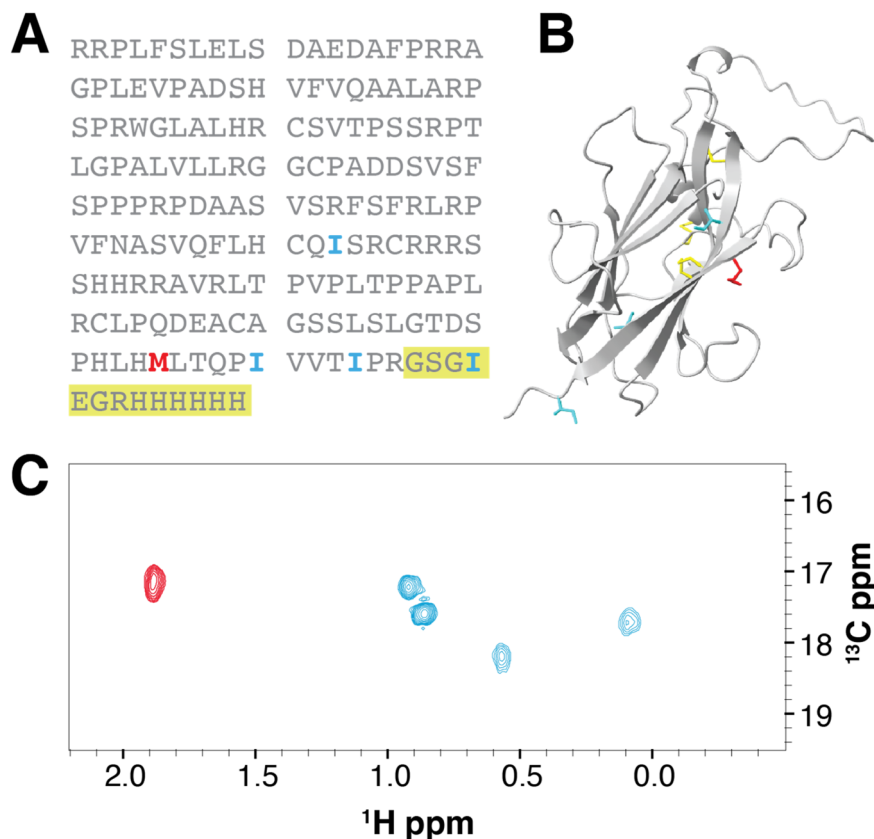 A
B
RRPLFSLELS DAEDAFPRRA
GPLEVPADSH VFVQAALARP
SPRWGLALHR CSVTPSSRPT
LGPALVLLRG GCPADDSVSF
SPPPRPDAAS VSRFSFRLRP
VFNASVQFLH CQISRCRRRS
SHHRRAVRLT PVPLTPPAPL
RCLPQDEACA GSSLSLGTDS
PHLHMLTQPI VVTIPRGSGI
EGRHHHHHH
C
16
17
18
19
13C ppm
2.0 1.5 1.0 0.5 0.0
1H ppm